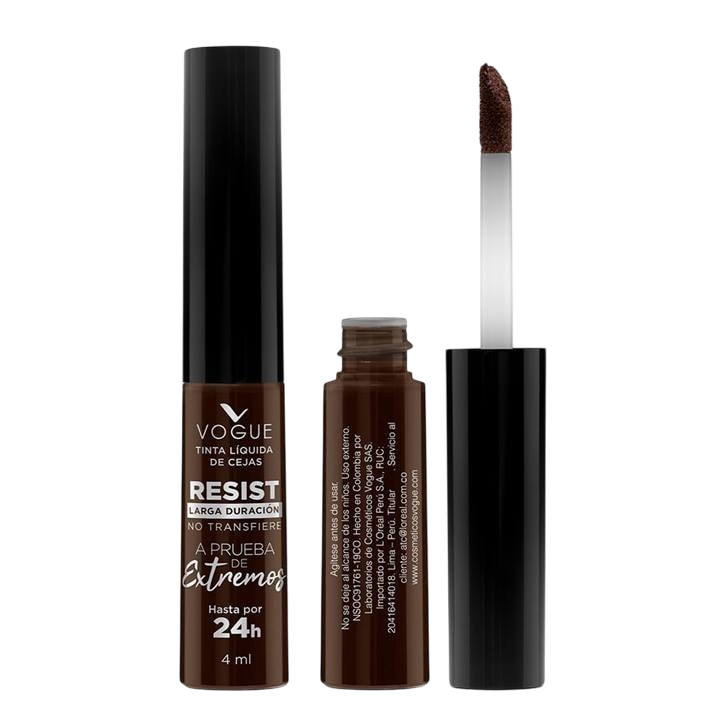 VOGUE
TINTA LÍQUIDA
DE CEJAS
RESIST
LARGA DURACIÓN
NO TRANSFIERE
A PRUEBA
DE
Extremos
Hasta por
24h
4 ml
Agítese antes de usar
No se deje al alcance de los niños. Uso externo.
NSOC91761-19CO. Hecho en Colombia por
Laboratorios de Cosméticos Vogue SAS.
Importado por L'Oréal Perú S.A., RUC:
20416414018. Lima – Perú. Titular . Servicio al
cliente: atc@loreal.com.co
www.cosmeticosvogue.com